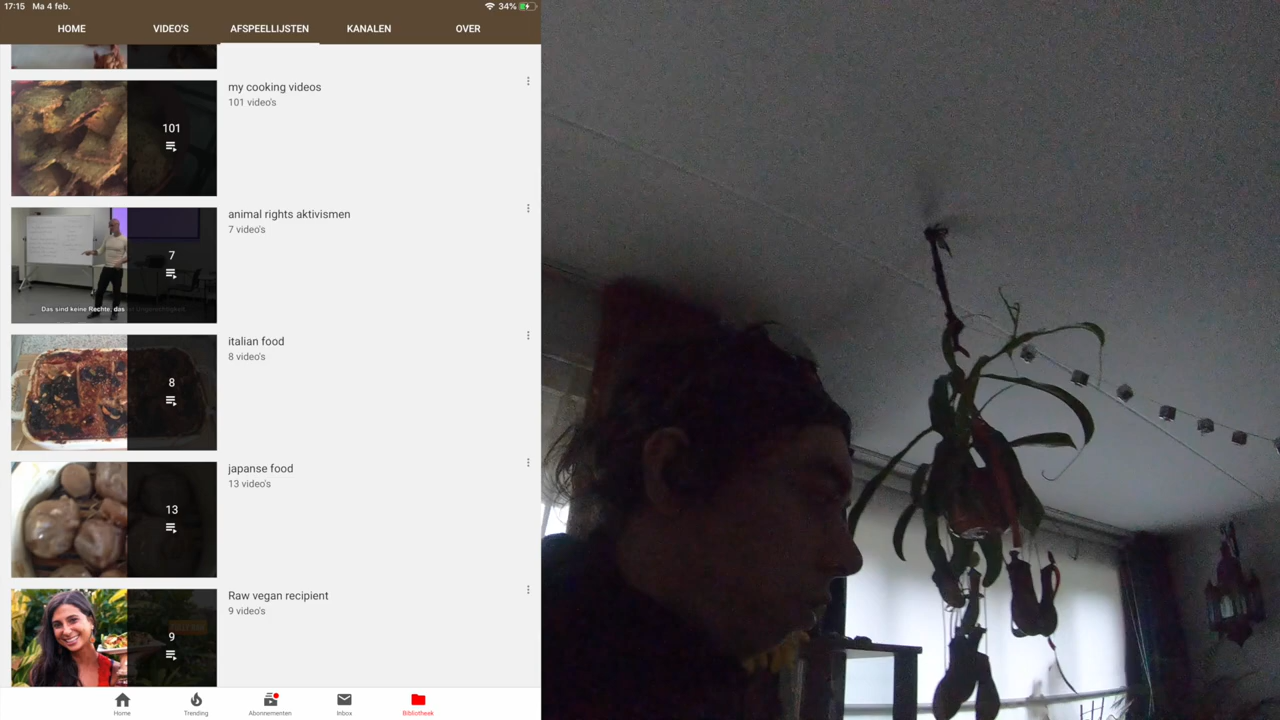 17:15 Ma 4 feb. 34%
HOME VIDEO'S AFSPEELLIJSTEN KANALEN OVER
my cooking videos
101 video's
101
animal rights aktivismen
7 video's
7
Das sind keine Rechte, das
italian food
8 video's
8
japanse food
13 video's
13
Raw vegan recipient
9 video's
9
Home Trending Abonnementen Inbox Bibliotheek